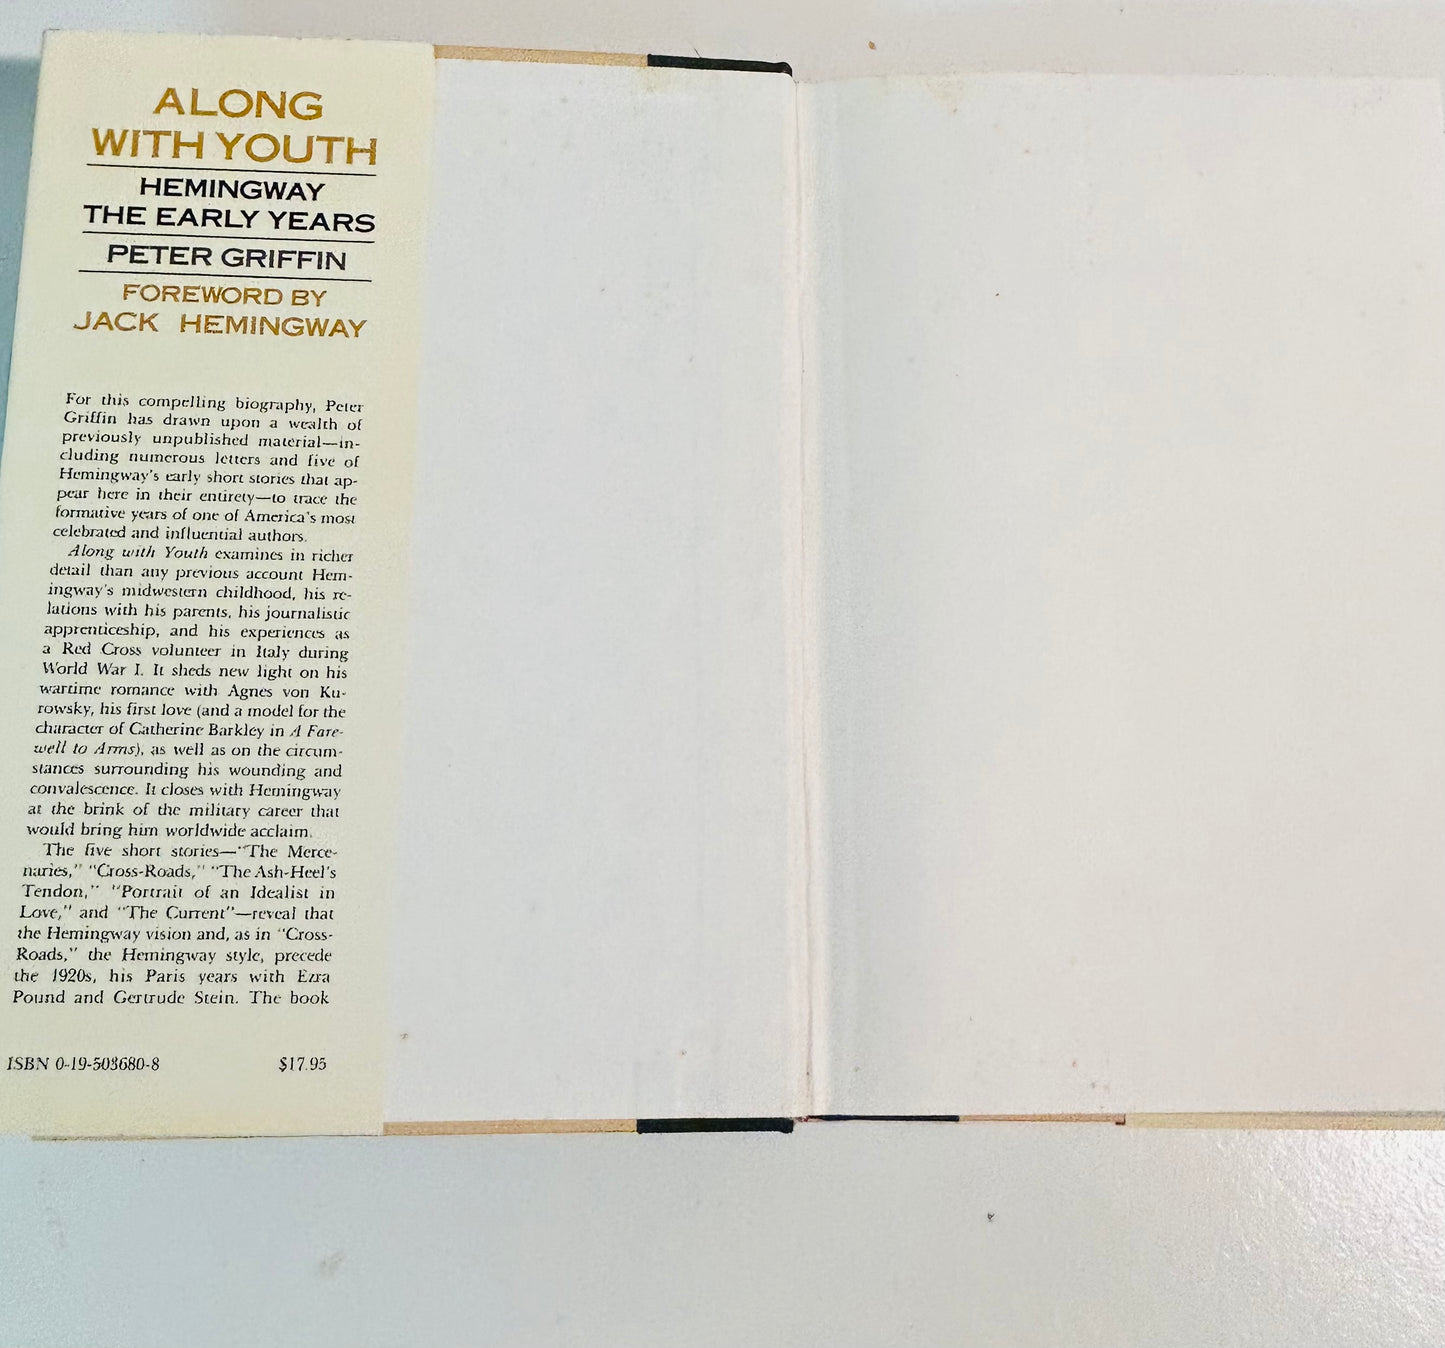 ALONG
WITH YOUTH
HEMINGWAY
THE EARLY YEARS
PETER GRIFFIN
FOREWORD BY
JACK HEMINGWAY
For this compelling biography, Peter
Griffin has drawn upon a wealth of
previously unpublished material—in-
cluding numerous letters and five of
Hemingway's early short stories that ap-
pear here in their entirety—to trace the
formative years of one of America's most
celebrated and influential authors.
Along with Youth examines in richer
detail than any previous account Hem-
ingway's midwestern childhood, his re-
lations with his parents, his journalistic
apprenticeship, and his experiences as
a Red Cross volunteer in Italy during
World War I. It sheds new light on his
wartime romance with Agnes von Ku-
rowsky, his first love (and a model for the
character of Catherine Barkley in A Fare-
well to Arms), as well as on the circum-
stances surrounding his wounding and
convalescence. It closes with Hemingway
at the brink of the military career that
would bring him worldwide acclaim.
The five short stories—"The Merce-
naries," "Cross-Roads," "The Ash-Heel's
Tendon," "Portrait of an Idealist in
Love," and "The Current"—reveal that
the Hemingway vision and, as in "Cross-
Roads," the Hemingway style, precede
the 1920s, his Paris years with Ezra
Pound and Gertrude Stein. The book
ISBN 0-19-503680-8 $17.95